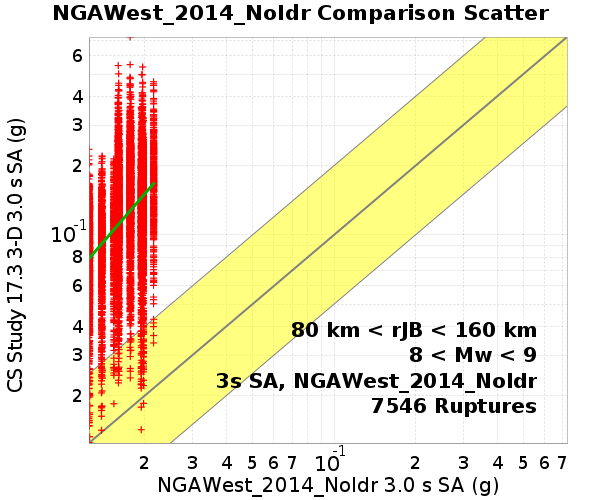 NGAWest_2014_NoIdr Comparison Scatter
CS Study 17.3 3-D 3.0 s SA (g)
6
4
3
2
10-1
8
6
4
3
2
80 km < rJB < 160 km
8 < Mw < 9
3s SA, NGAWest_2014_NoIdr
7546 Ruptures
2 3 4 5 6 7 10-1 2 3 4 5 6 7
NGAWest_2014_NoIdr 3.0 s SA (g)